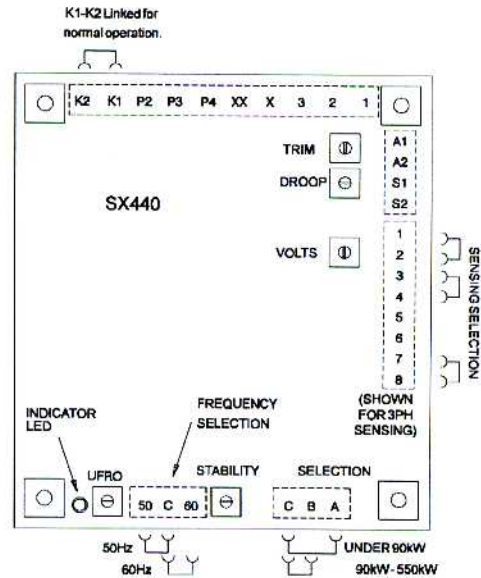 K1-K2 Linked for
normal operation.
K2 K1 P2 P3 P4 XX X 3 2 1
TRIM
A1
A2
DROOP
S1
S2
SX440
VOLTS
1
2
3
4
5
6
7
8
SENSING SELECTION
(SHOWN
FOR 3PH
SENSING)
INDICATOR
LED
FREQUENCY
SELECTION
UFRO
STABILITY
SELECTION
50 C 60
C B A
50Hz
60Hz
UNDER 90kW
90kW - 550kW